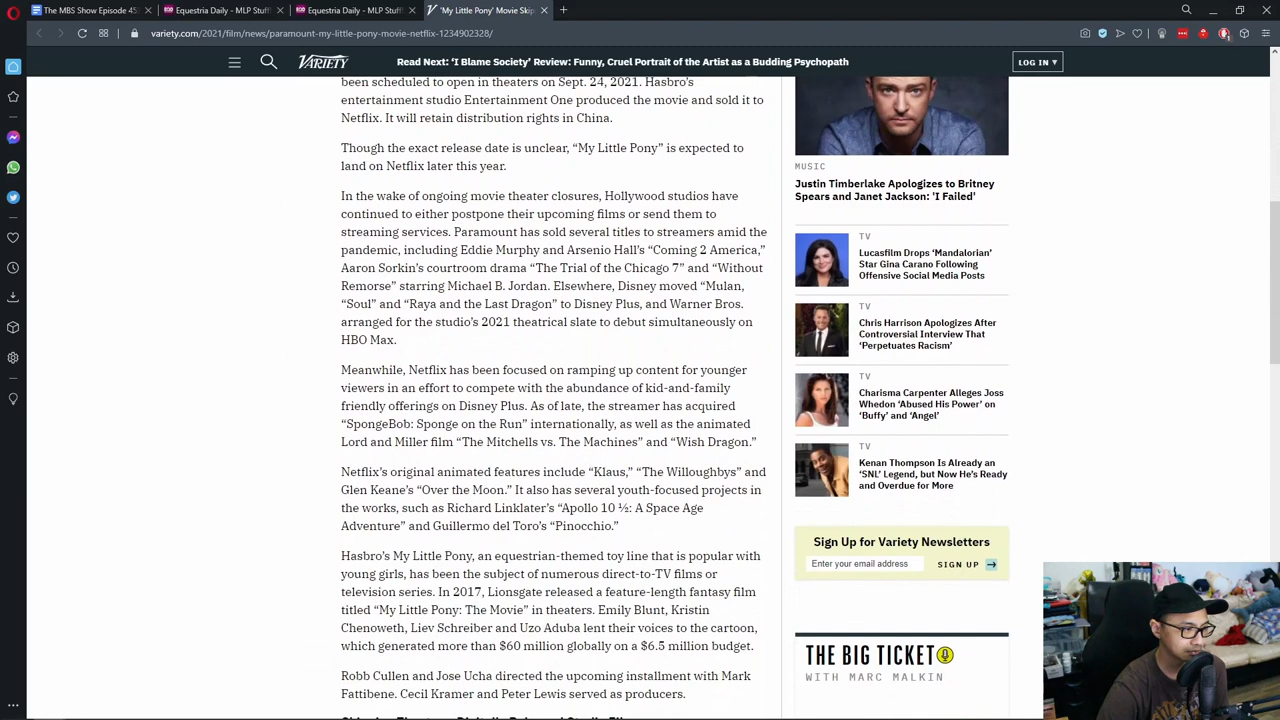 The MBS Show Episode 45
Equestria Daily - MLP Stuff
Equestria Daily - MLP Stuff
'My Little Pony' Movie Ski
variety.com/2021/film/news/paramount-my-little-pony-movie-netflix-1234902328/
VARIETY
Read Next: 'I Blame Society' Review: Funny, Cruel Portrait of the Artist as a Budding Psychopath
LOG IN
been scheduled to open in theaters on Sept. 24, 2021. Hasbro's
entertainment studio Entertainment One produced the movie and sold it to
Netflix. It will retain distribution rights in China.
Though the exact release date is unclear, “My Little Pony” is expected to
land on Netflix later this year.
In the wake of ongoing movie theater closures, Hollywood studios have
continued to either postpone their upcoming films or send them to
streaming services. Paramount has sold several titles to streamers amid the
pandemic, including Eddie Murphy and Arsenio Hall's “Coming 2 America,”
Aaron Sorkin's courtroom drama “The Trial of the Chicago 7” and “Without
Remorse” starring Michael B. Jordan. Elsewhere, Disney moved “Mulan,
“Soul” and “Raya and the Last Dragon” to Disney Plus, and Warner Bros.
arranged for the studio's 2021 theatrical slate to debut simultaneously on
HBO Max.
Meanwhile, Netflix has been focused on ramping up content for younger
viewers in an effort to compete with the abundance of kid-and-family
friendly offerings on Disney Plus. As of late, the streamer has acquired
“SpongeBob: Sponge on the Run” internationally, as well as the animated
Lord and Miller film “The Mitchells vs. The Machines” and “Wish Dragon.”
Netflix's original animated features include “Klaus,” “The Willoughbys” and
Glen Keane's “Over the Moon.” It also has several youth-focused projects in
the works, such as Richard Linklater's “Apollo 10 ½: A Space Age
Adventure” and Guillermo del Toro's “Pinocchio.”
Hasbro's My Little Pony, an equestrian-themed toy line that is popular with
young girls, has been the subject of numerous direct-to-TV films or
television series. In 2017, Lionsgate released a feature-length fantasy film
titled “My Little Pony: The Movie” in theaters. Emily Blunt, Kristin
Chenoweth, Liev Schreiber and Uzo Aduba lent their voices to the cartoon,
which generated more than $60 million globally on a $6.5 million budget.
Robb Cullen and Jose Ucha directed the upcoming installment with Mark
Fattibene. Cecil Kramer and Peter Lewis served as producers.
MUSIC
Justin Timberlake Apologizes to Britney
Spears and Janet Jackson: 'I Failed'
TV
Lucasfilm Drops 'Mandalorian'
Star Gina Carano Following
Offensive Social Media Posts
TV
Chris Harrison Apologizes After
Controversial Interview That
'Perpetuates Racism'
TV
Charisma Carpenter Alleges Joss
Whedon 'Abused His Power' on
'Buffy' and 'Angel'
TV
Kenan Thompson Is Already an
'SNL' Legend, but Now He's Ready
and Overdue for More
Sign Up for Variety Newsletters
Enter your email address
SIGN UP
THE BIG TICKET
WITH MARC MALKIN